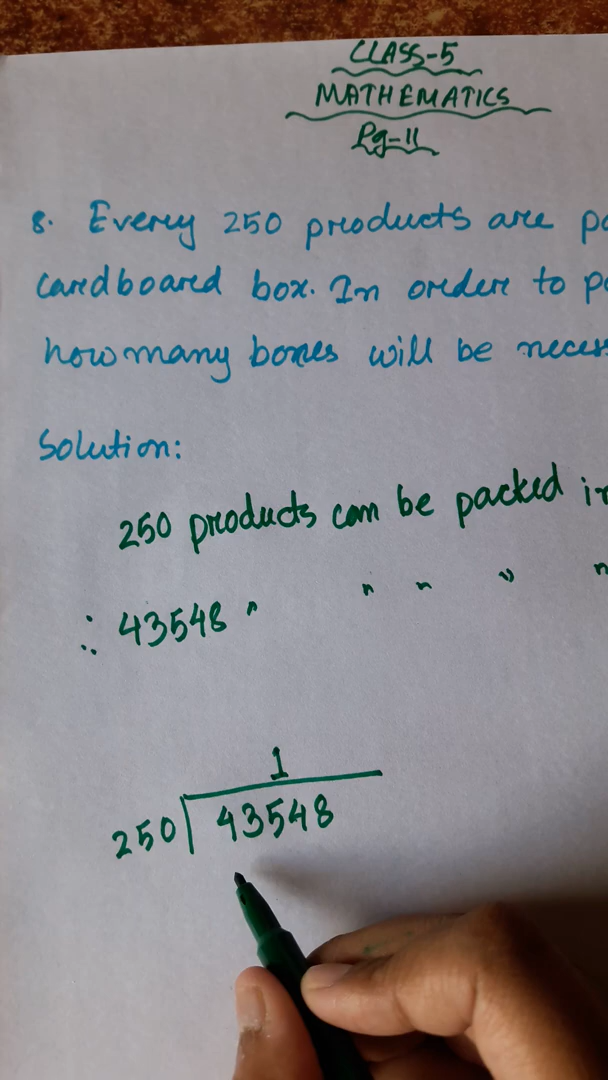 CLASS-5
MATHEMATICS
Pg-11
8. Every 250 products are
cardboard box. In order to
how many boxes will be
Solution:
250 products can be packed
∴ 43548 " " " " "
1
250 43548